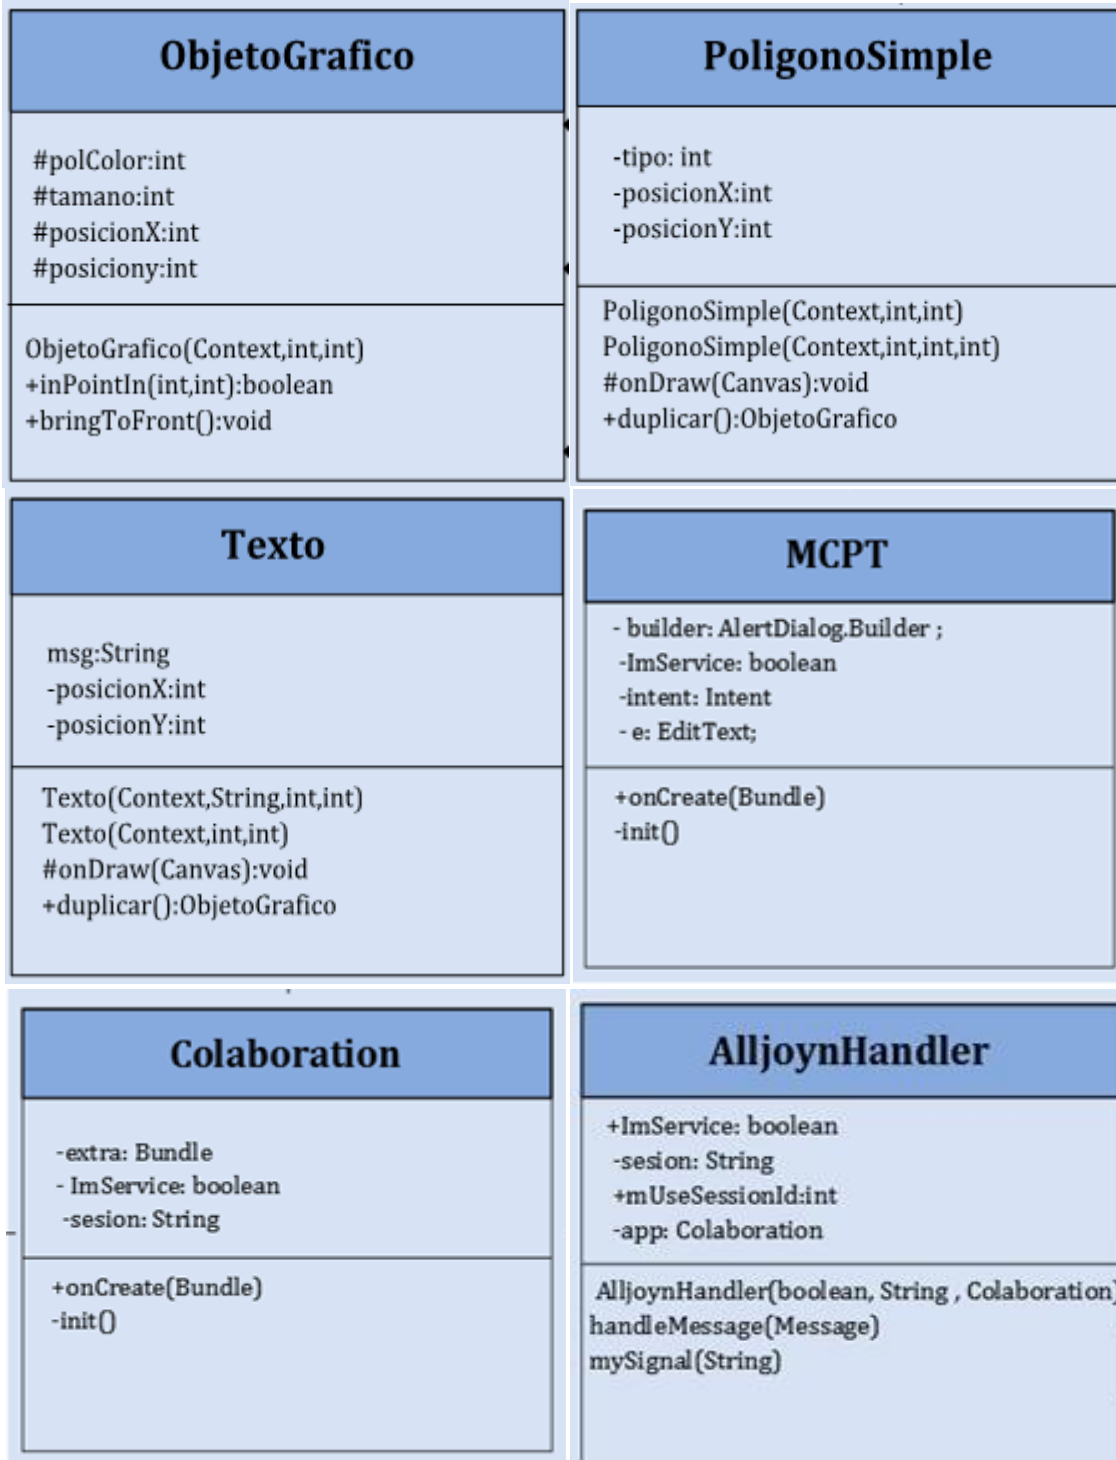 ObjetoGrafico
#polColor:int
#tamano:int
#posicionX:int
#posiciony:int
ObjetoGrafico(Context,int,int)
+inPointIn(int,int):boolean
+bringToFront():void
PoligonoSimple
-tipo: int
-posicionX:int
-posicionY:int
PoligonoSimple(Context,int,int)
PoligonoSimple(Context,int,int,int)
#onDraw(Canvas):void
+duplicar():ObjetoGrafico
Texto
msg:String
-posicionX:int
-posicionY:int
Texto(Context,String,int,int)
Texto(Context,int,int)
#onDraw(Canvas):void
+duplicar():ObjetoGrafico
MCPT
- builder: AlertDialog.Builder ;
-ImService: boolean
-intent: Intent
- e: EditText;
+onCreate(Bundle)
-init()
Colaboration
-extra: Bundle
- ImService: boolean
-sesion: String
+onCreate(Bundle)
-init()
AlljoynHandler
+ImService: boolean
-sesion: String
+mUseSessionId:int
-app: Colaboration
AlljoynHandler(boolean, String , Colaboration)
handleMessage(Message)
mySignal(String)